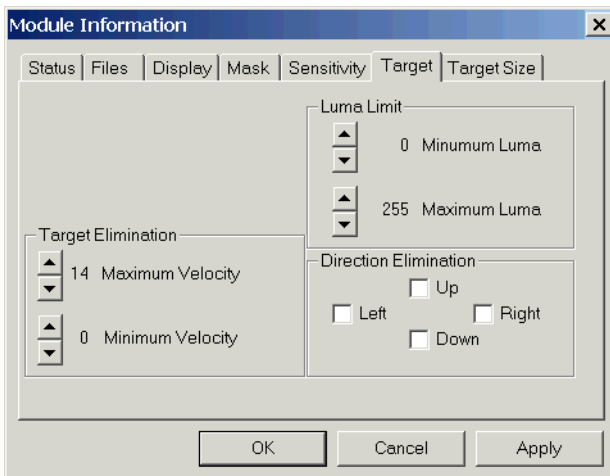 Module Information
Status Files Display Mask Sensitivity Target Target Size
Luma Limit
0 Minumum Luma
255 Maximum Luma
Target Elimination
14 Maximum Velocity
0 Minimum Velocity
Direction Elimination
Up
Left Right
Down
OK Cancel Apply